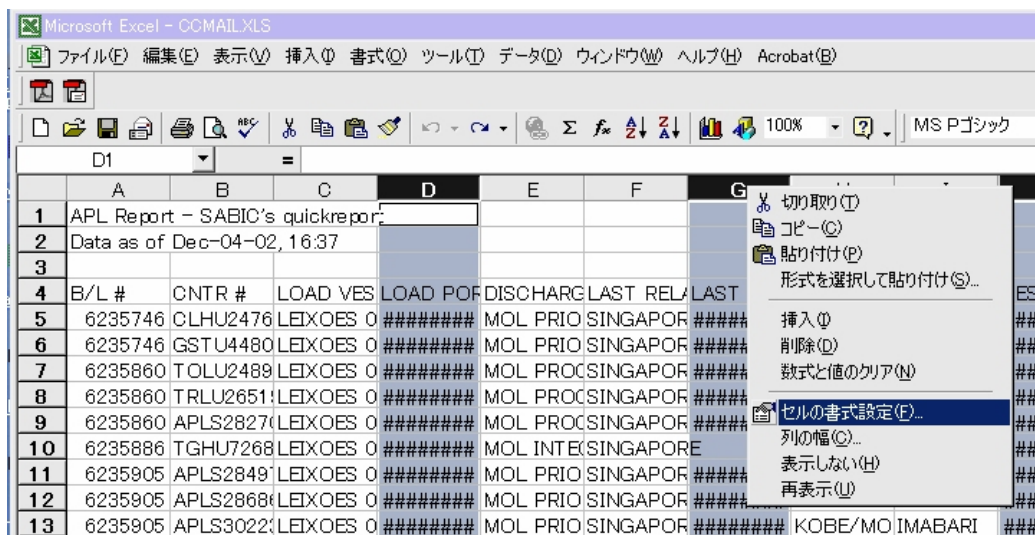 Microsoft Excel - CCMAIL.XLS
ファイル(F) 編集(E) 表示(V) 挿入(I) 書式(O) ツール(T) データ(D) ウィンドウ(W) ヘルプ(H) Acrobat(B)
100% MS Pゴシック
D1 =
A B C D E F G
1 APL Report - SABIC's quickrepor
2 Data as of Dec-04-02, 16:37
3
4 B/L # CNTR # LOAD VES LOAD POR DISCHARG LAST RELA LAST ES
5 6235746 CLHU2476 LEIXOES 0 ######## MOL PRIO SINGAPOR ##### ##
6 6235746 GSTU4480 LEIXOES 0 ######## MOL PRIO SINGAPOR ##### ##
7 6235860 TOLU2489 LEIXOES 0 ######## MOL PROC SINGAPOR ##### ##
8 6235860 TRLU2651 LEIXOES 0 ######## MOL PROC SINGAPOR ##### ##
9 6235860 APLS2827 LEIXOES 0 ######## MOL PROC SINGAPOR ##### ##
10 6235886 TGHU7268 LEIXOES 0 ######## MOL INTE SINGAPORE ##
11 6235905 APLS2849 LEIXOES 0 ######## MOL PRIO SINGAPOR ##### ##
12 6235905 APLS2868 LEIXOES 0 ######## MOL PRIO SINGAPOR ##### ##
13 6235905 APLS3022 LEIXOES 0 ######## MOL PRIO SINGAPOR ######## KOBE/MO IMABARI ###
切り取り(T)
コピー(C)
貼り付け(P)
形式を選択して貼り付け(S)...
挿入(I)
削除(D)
数式と値のクリア(N)
セルの書式設定(F)...
列の幅(C)...
表示しない(H)
再表示(U)